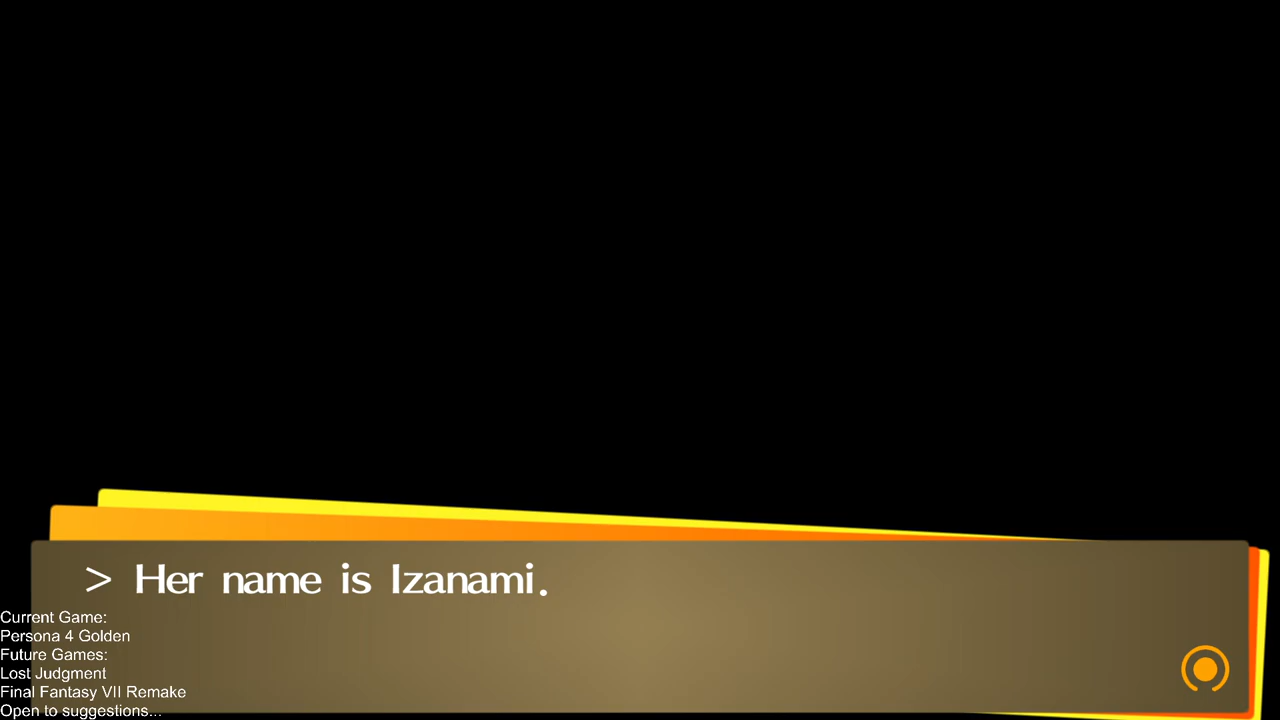 > Her name is Izanami.
Current Game:
Persona 4 Golden
Future Games:
Lost Judgment
Final Fantasy VII Remake
Open to suggestions...